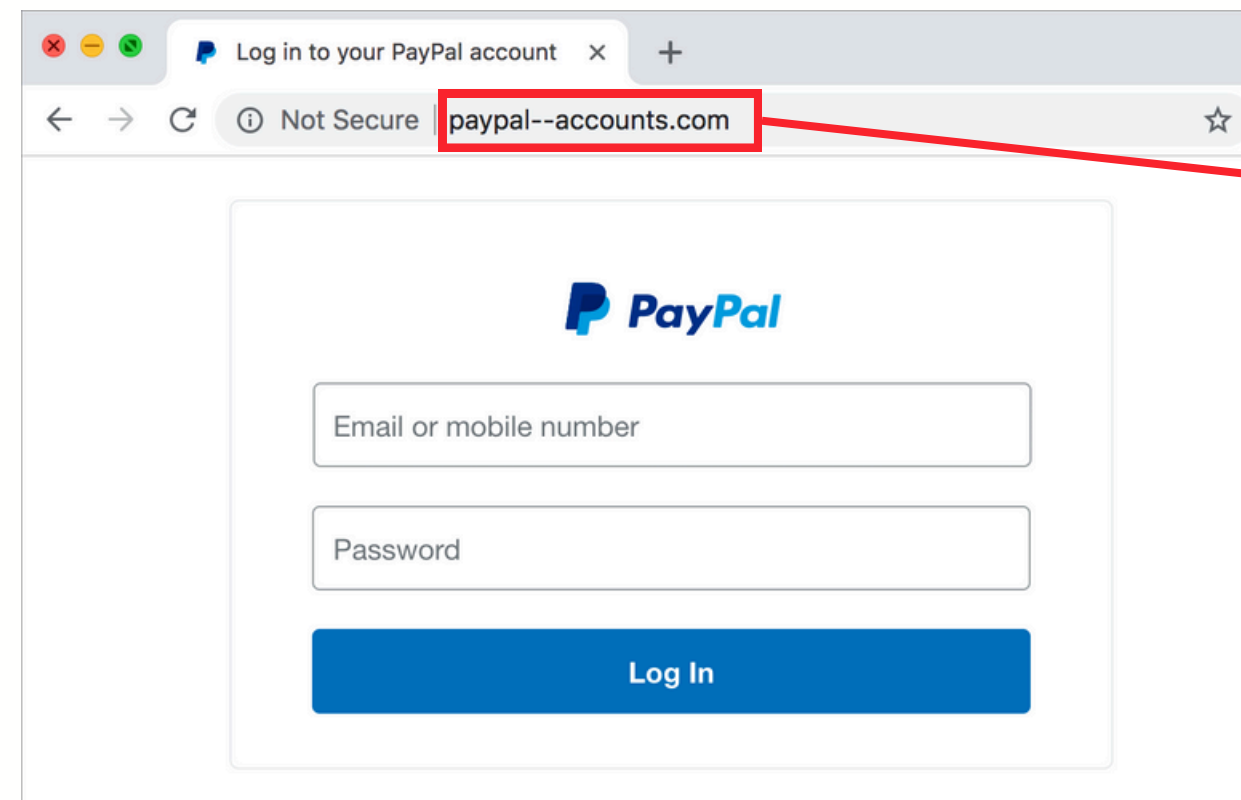 Log in to your PayPal account
Not Secure | paypal--accounts.com
PayPal
Email or mobile number
Password
Log In